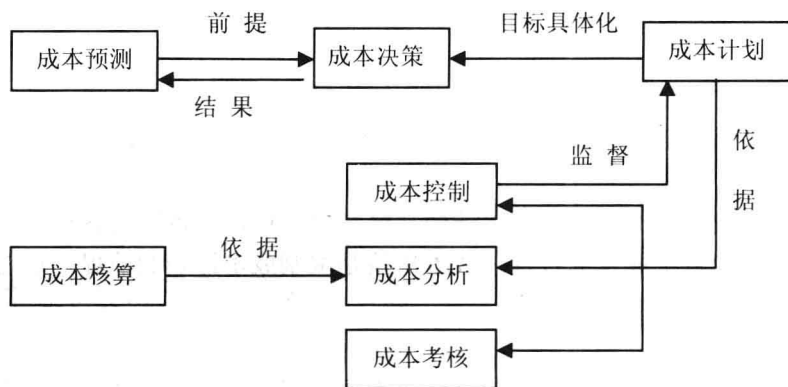 前 提
目标具体化
成本预测
成本决策
成本计划
结 果
监 督
依
据
成本控制
依 据
成本核算
成本分析
成本考核